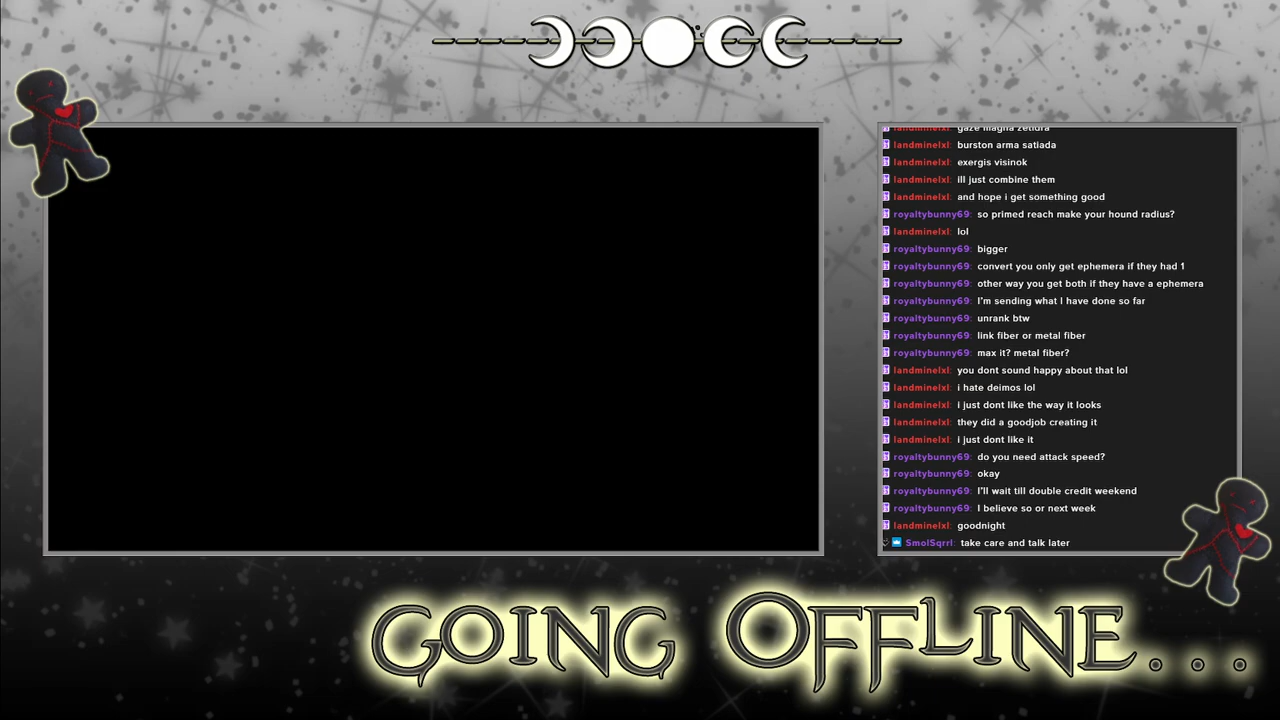 landminelxl: gaze magna zetidra
landminelxl: burston arma satiada
landminelxl: exergis visinok
landminelxl: ill just combine them
landminelxl: and hope i get something good
royaltybunny69: so primed reach make your hound radius?
landminelxl: lol
royaltybunny69: bigger
royaltybunny69: convert you only get ephemera if they had 1
royaltybunny69: other way you get both if they have a ephemera
royaltybunny69: I'm sending what I have done so far
royaltybunny69: unrank btw
royaltybunny69: link fiber or metal fiber
royaltybunny69: max it? metal fiber?
landminelxl: you dont sound happy about that lol
landminelxl: i hate deimos lol
landminelxl: i just dont like the way it looks
landminelxl: they did a goodjob creating it
landminelxl: i just dont like it
royaltybunny69: do you need attack speed?
royaltybunny69: okay
royaltybunny69: I'll wait till double credit weekend
royaltybunny69: I believe so or next week
landminelxl: goodnight
SmolSqrrl: take care and talk later
GOING OFFLINE...